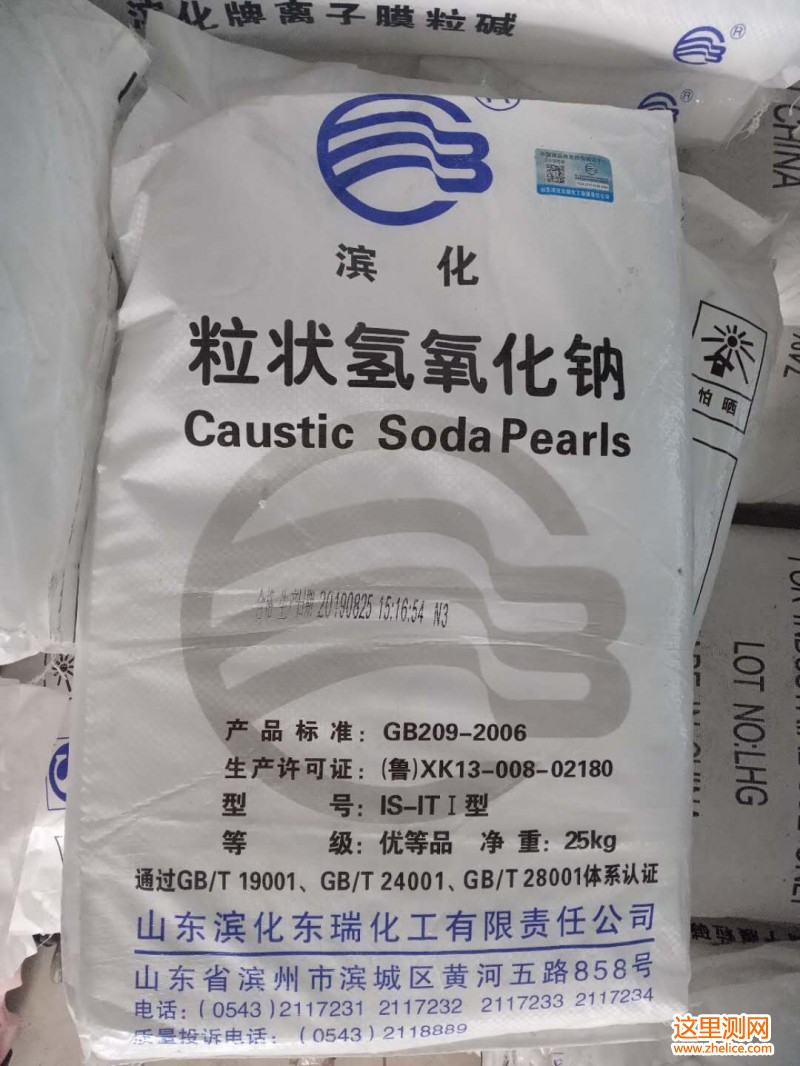 滨化牌离子膜粒碱
®
®
CHINA
滨化
粒状氢氧化钠
Caustic Soda Pearls
怕晒
合格 生产日期 20190825 15:16:54 N3
产品标准: GB209-2006
生产许可证: (鲁)XK13-008-02180
型号: IS-IT I 型
等级: 优等品 净重: 25kg
通过GB/T 19001、GB/T 24001、GB/T 28001体系认证
山东滨化东瑞化工有限责任公司
山东省滨州市滨城区黄河五路858号
电话: (0543) 2117231 2117232 2117233 2117234
质量投诉电话: (0543) 2118889
LOT NO:LHG
这里测网
www.zhelice.com